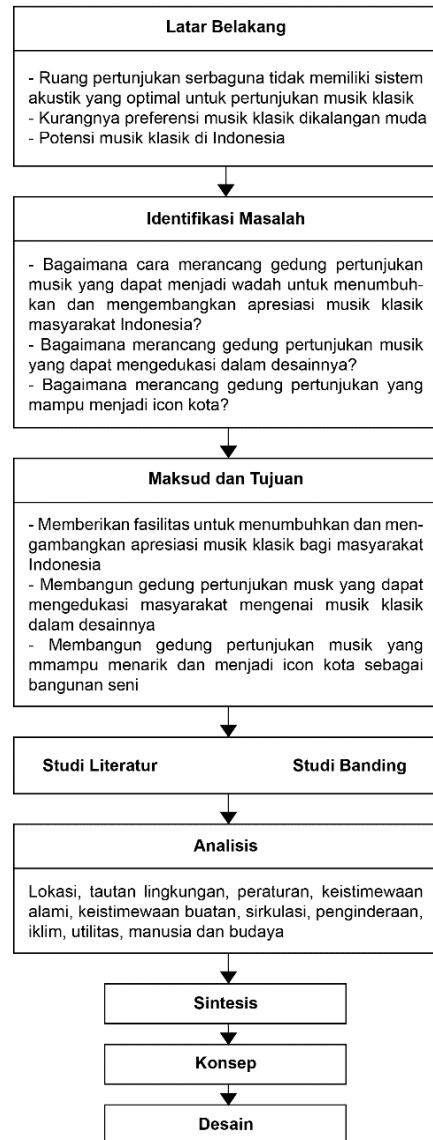 Latar Belakang
- Ruang pertunjukan serbaguna tidak memiliki sistem
akustik yang optimal untuk pertunjukan musik klasik
- Kurangnya preferensi musik klasik dikalangan muda
- Potensi musik klasik di Indonesia
Identifikasi Masalah
- Bagaimana cara merancang gedung pertunjukan
musik yang dapat menjadi wadah untuk menumbuh-
kan dan mengembangkan apresiasi musik klasik
masyarakat Indonesia?
- Bagaimana merancang gedung pertunjukan musik
yang dapat mengedukasi dalam desainnya?
- Bagaimana merancang gedung pertunjukan yang
mampu menjadi icon kota?
Maksud dan Tujuan
- Memberikan fasilitas untuk menumbuhkan dan men-
gambangkan apresiasi musik klasik bagi masyarakat
Indonesia
- Membangun gedung pertunjukan musk yang dapat
mengedukasi masyarakat mengenai musik klasik
dalam desainnya
- Membangun gedung pertunjukan musik yang
mmampu menarik dan menjadi icon kota sebagai
bangunan seni
Studi Literatur Studi Banding
Analisis
Lokasi, tautan lingkungan, peraturan, keistimewaan
alami, keistimewaan buatan, sirkulasi, penginderaan,
iklim, utilitas, manusia dan budaya
Sintesis
Konsep
Desain